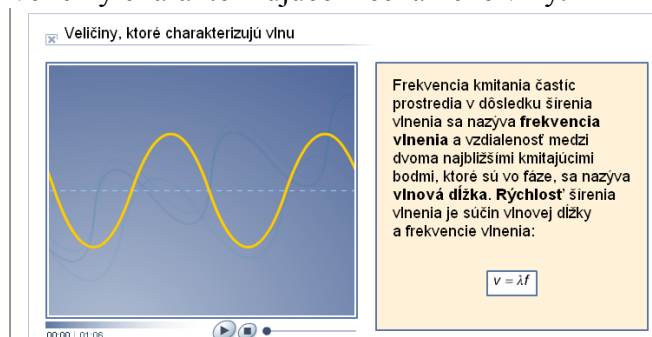 Veličiny, ktoré charakterizujú vlnu
Frekvencia kmitania častíc
prostredia v dôsledku šírenia
vlnenia sa nazýva frekvencia
vlnenia a vzdialenosť medzi
dvoma najbližšími kmitajúcimi
bodmi, ktoré sú vo fáze, sa nazýva
vlnová dĺžka. Rýchlosť šírenia
vlnenia je súčin vlnovej dĺžky
a frekvencie vlnenia:
v = λf
00:00 | 01:06